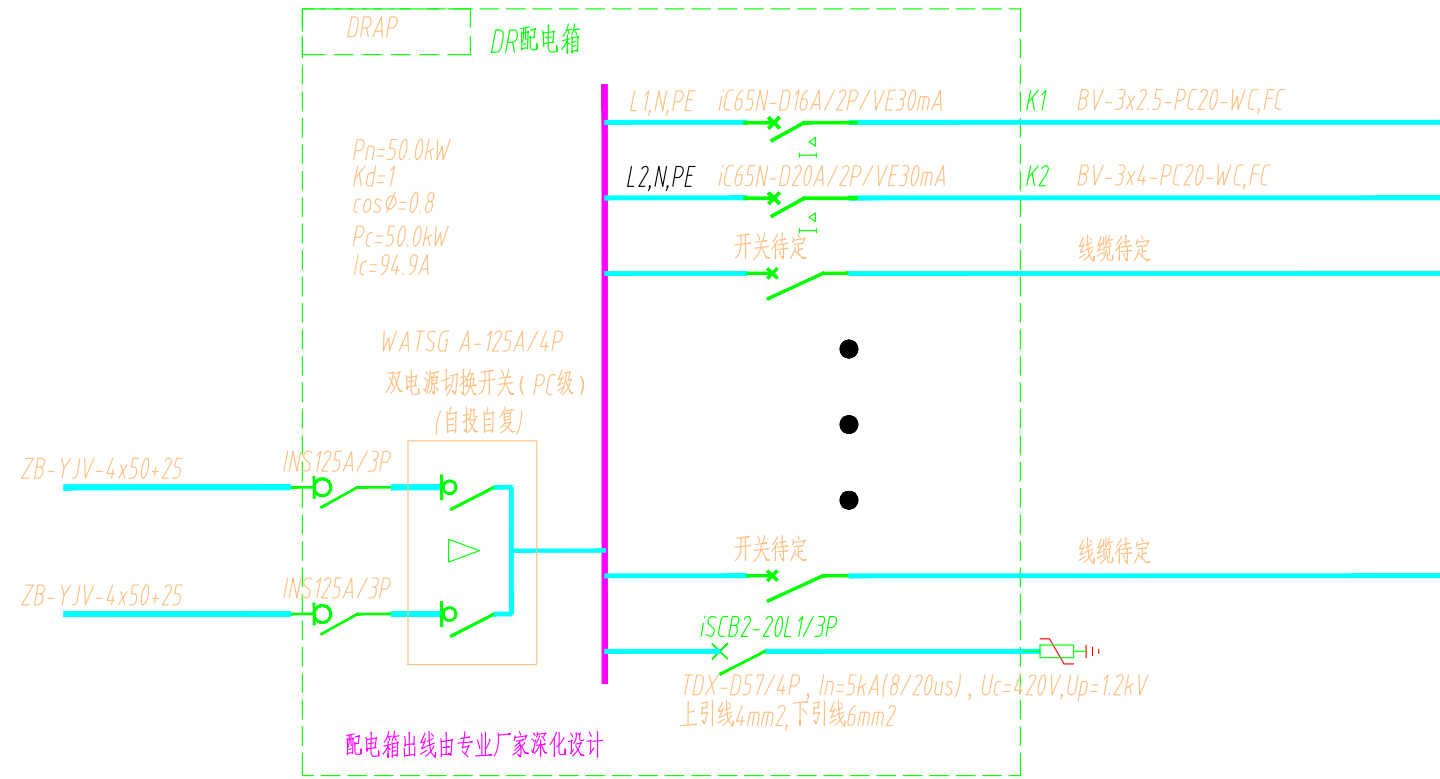 DRAP
DR配电箱
L1,N,PE iC65N-D16A/2P/VE30mA K1 BV-3x2.5-PC20-WC,FC
Pn=50.0kW
Kd=1
cosϕ=0.8
Pc=50.0kW
Ic=94.9A
L2,N,PE iC65N-D20A/2P/VE30mA K2 BV-3x4-PC20-WC,FC
开关待定 线缆待定
WATSG A-125A/4P
双电源切换开关(PC级)
(自投自复)
ZB-YJV-4x50+25 INS125A/3P
开关待定 线缆待定
ZB-YJV-4x50+25 INS125A/3P
iSCB2-20L1/3P
TDX-D57/4P,In=5kA(8/20us),Uc=420V,Up=1.2kV
上引线4mm2,下引线6mm2
配电箱出线由专业厂家深化设计